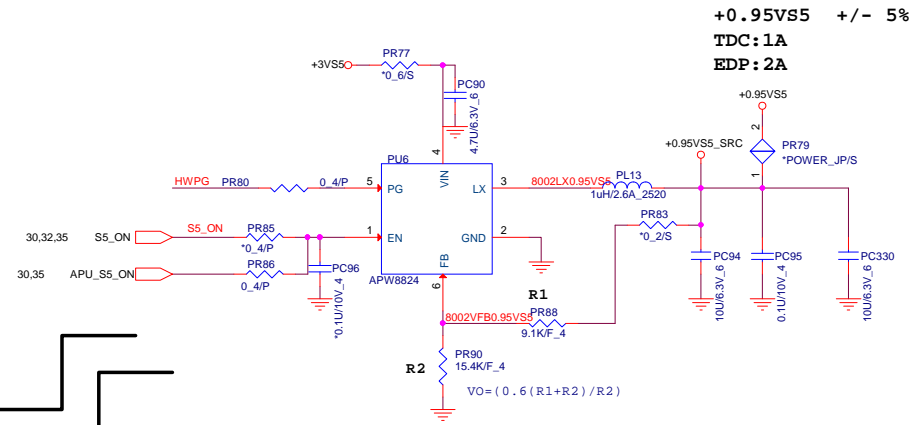 +0.95VS5 +/- 5%
TDC:1A
EDP:2A
+3VS5
PR77
*0_6/S
PC90
4.7U/6.3V_6
+0.95VS5
2
PR79
*POWER_JP/S
1
+0.95VS5_SRC
PU6
4
VIN
HWPG
PR80
0_4/P
5
PG
LX
3
8002LX0.95VS5
PL13
1uH/2.6A_2520
30,32,35
S5_ON
S5_ON
PR85
*0_4/P
1
EN
GND
2
PR83
*0_2/S
30,35
APU_S5_ON
PR86
0_4/P
PC96
*0.1U/10V_4
FB
6
APW8824
PC94
10U/6.3V_6
PC95
0.1U/10V_4
PC330
10U/6.3V_6
R1
8002VFB0.95VS5
PR88
9.1K/F_4
R2
PR90
15.4K/F_4
VO=(0.6(R1+R2)/R2)